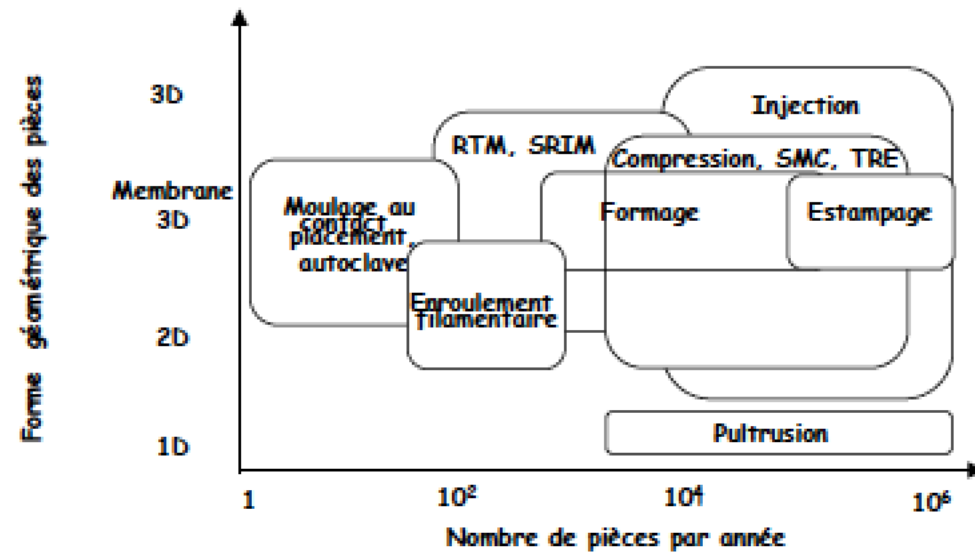 Forme géométrique des pièces
3D
Membrane
3D
2D
1D
Injection
RTM, SRIM
Compression, SMC, TRE
Moulage au
contact,
placement,
autoclave
Formage
Estampage
Enroulement
filamentaire
Pultrusion
1
10²
10⁴
10⁶
Nombre de pièces par année